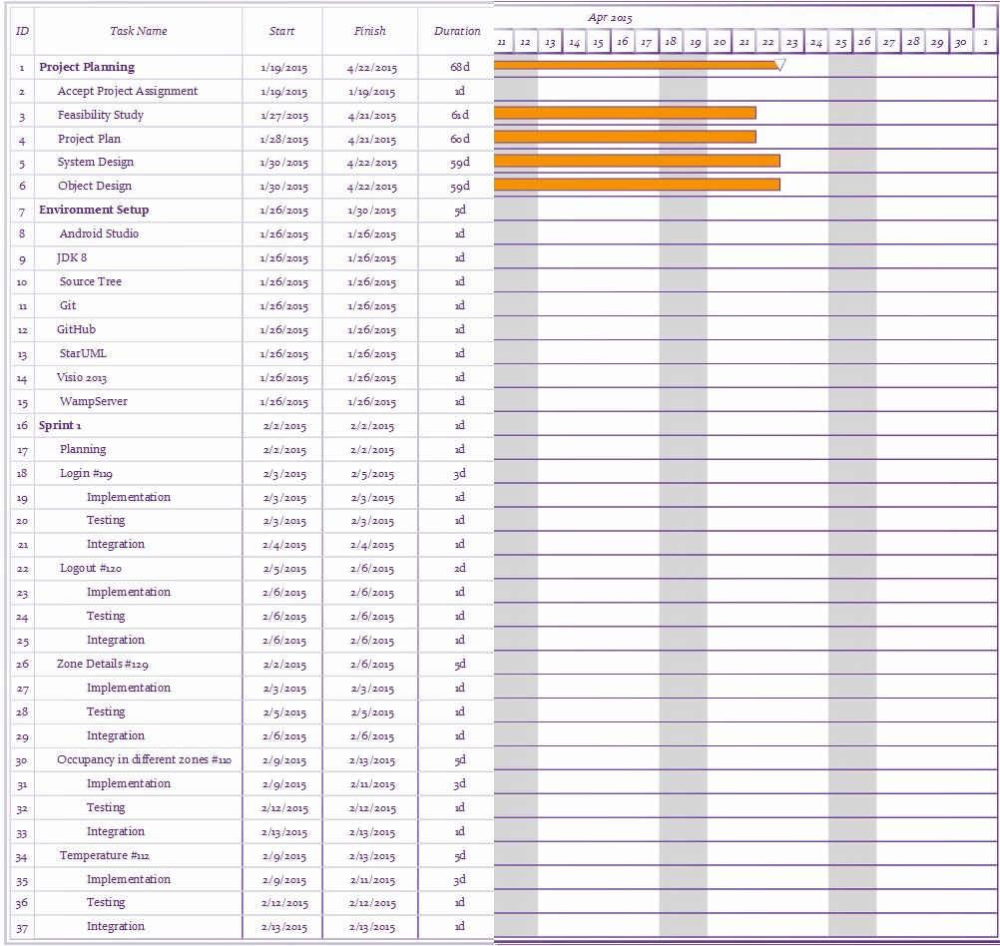 Apr 2015
ID Task Name Start Finish Duration 11 12 13 14 15 16 17 18 19 20 21 22 23 24 25 26 27 28 29 30 1
1 Project Planning 1/19/2015 4/22/2015 68d
2 Accept Project Assignment 1/19/2015 1/19/2015 1d
3 Feasibility Study 1/27/2015 4/21/2015 61d
4 Project Plan 1/28/2015 4/21/2015 60d
5 System Design 1/30/2015 4/22/2015 59d
6 Object Design 1/30/2015 4/22/2015 59d
7 Environment Setup 1/26/2015 1/30/2015 5d
8 Android Studio 1/26/2015 1/26/2015 1d
9 JDK 8 1/26/2015 1/26/2015 1d
10 Source Tree 1/26/2015 1/26/2015 1d
11 Git 1/26/2015 1/26/2015 1d
12 GitHub 1/26/2015 1/26/2015 1d
13 StarUML 1/26/2015 1/26/2015 1d
14 Visio 2013 1/26/2015 1/26/2015 1d
15 WampServer 1/26/2015 1/26/2015 1d
16 Sprint 1 2/2/2015 2/2/2015 1d
17 Planning 2/2/2015 2/2/2015 1d
18 Login #119 2/3/2015 2/5/2015 3d
19 Implementation 2/3/2015 2/3/2015 1d
20 Testing 2/3/2015 2/3/2015 1d
21 Integration 2/4/2015 2/4/2015 1d
22 Logout #120 2/5/2015 2/6/2015 2d
23 Implementation 2/6/2015 2/6/2015 1d
24 Testing 2/6/2015 2/6/2015 1d
25 Integration 2/6/2015 2/6/2015 1d
26 Zone Details #129 2/2/2015 2/6/2015 5d
27 Implementation 2/3/2015 2/3/2015 1d
28 Testing 2/5/2015 2/5/2015 1d
29 Integration 2/6/2015 2/6/2015 1d
30 Occupancy in different zones #110 2/9/2015 2/13/2015 5d
31 Implementation 2/9/2015 2/11/2015 3d
32 Testing 2/12/2015 2/12/2015 1d
33 Integration 2/13/2015 2/13/2015 1d
34 Temperature #112 2/9/2015 2/13/2015 5d
35 Implementation 2/9/2015 2/11/2015 3d
36 Testing 2/12/2015 2/12/2015 1d
37 Integration 2/13/2015 2/13/2015 1d